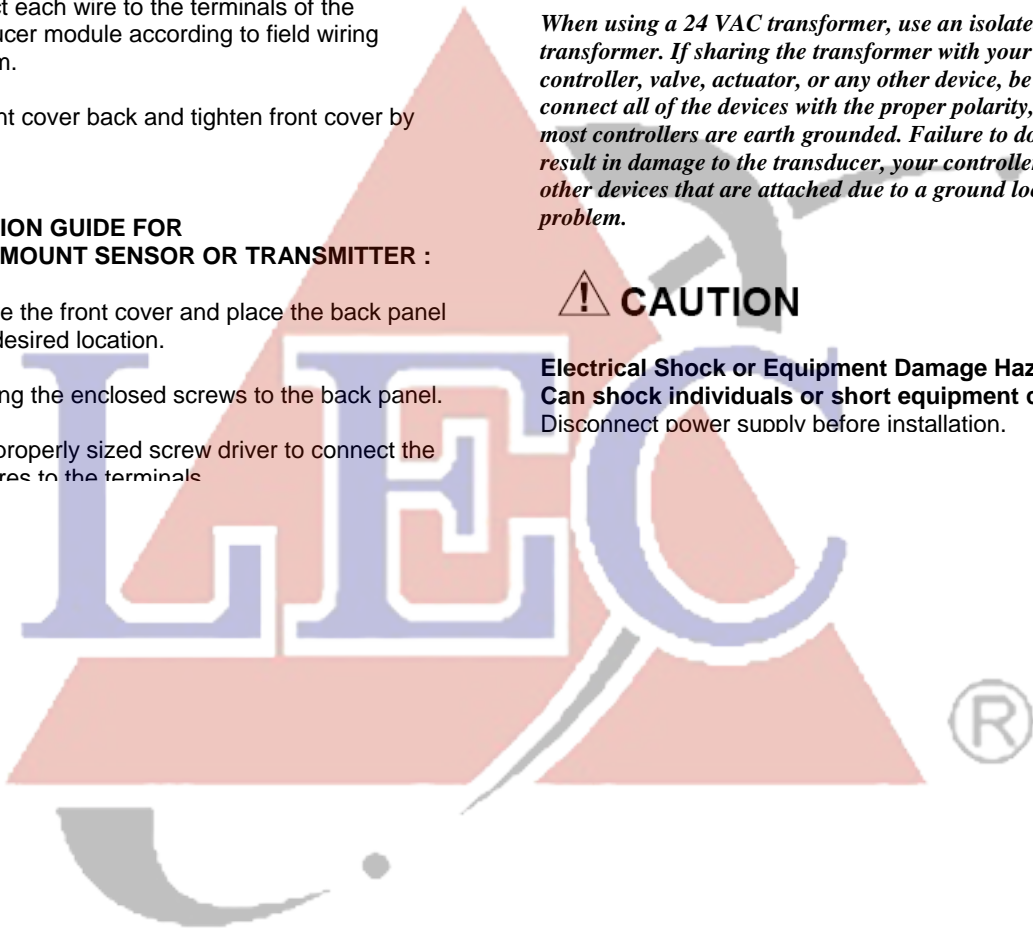 ct each wire to the terminals of the
ucer module according to field wiring
m.
nt cover back and tighten front cover by
ION GUIDE FOR
MOUNT SENSOR OR TRANSMITTER :
e the front cover and place the back panel
desired location.
ng the enclosed screws to the back panel.
properly sized screw driver to connect the
res to the terminals
When using a 24 VAC transformer, use an isolate
transformer. If sharing the transformer with your
controller, valve, actuator, or any other device, be
connect all of the devices with the proper polarity,
most controllers are earth grounded. Failure to do
result in damage to the transducer, your controller
other devices that are attached due to a ground loo
problem.
CAUTION
Electrical Shock or Equipment Damage Haz
Can shock individuals or short equipment c
Disconnect power supply before installation.
LEC
®